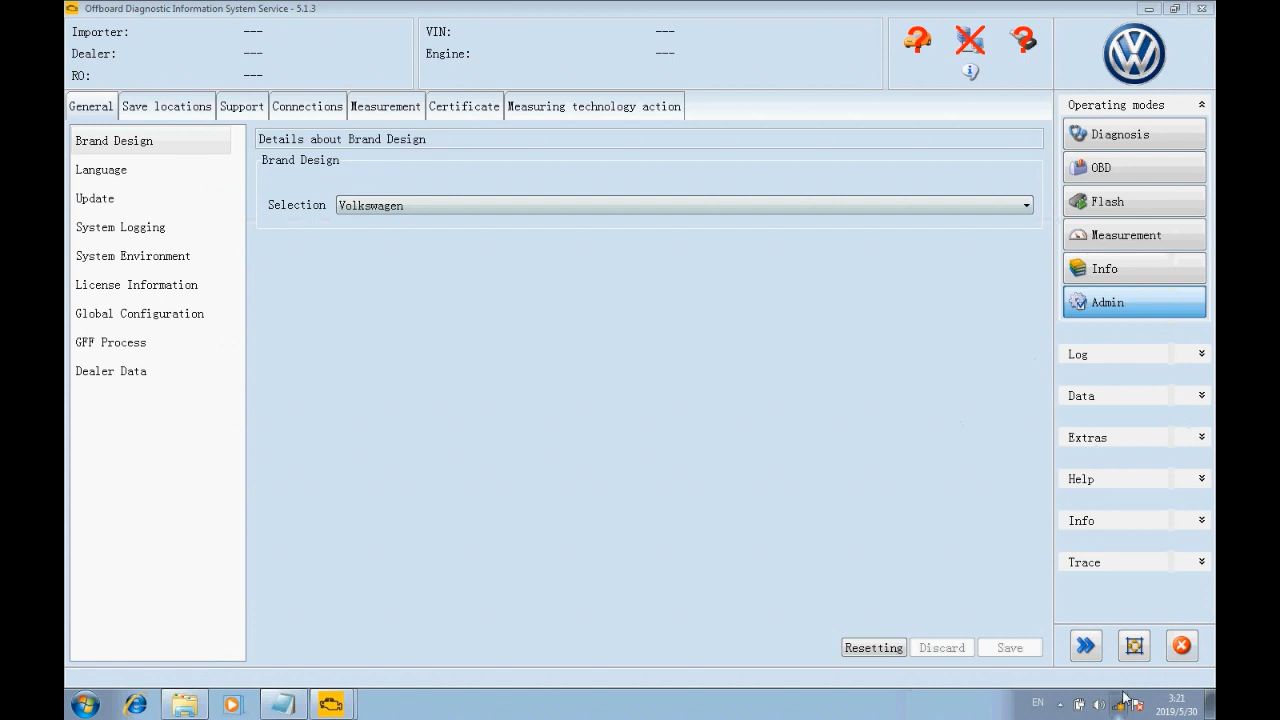 Offboard Diagnostic Information System Service - 5.1.3
Importer: ---
Dealer: ---
RO: ---
VIN: ---
Engine: ---
General
Save locations
Support
Connections
Measurement
Certificate
Measuring technology action
Brand Design
Language
Update
System Logging
System Environment
License Information
Global Configuration
GFF Process
Dealer Data
Details about Brand Design
Brand Design
Selection Volkswagen
Resetting
Discard
Save
Operating modes
Diagnosis
OBD
Flash
Measurement
Info
Admin
Log
Data
Extras
Help
Info
Trace
EN
3:21
2019/5/30